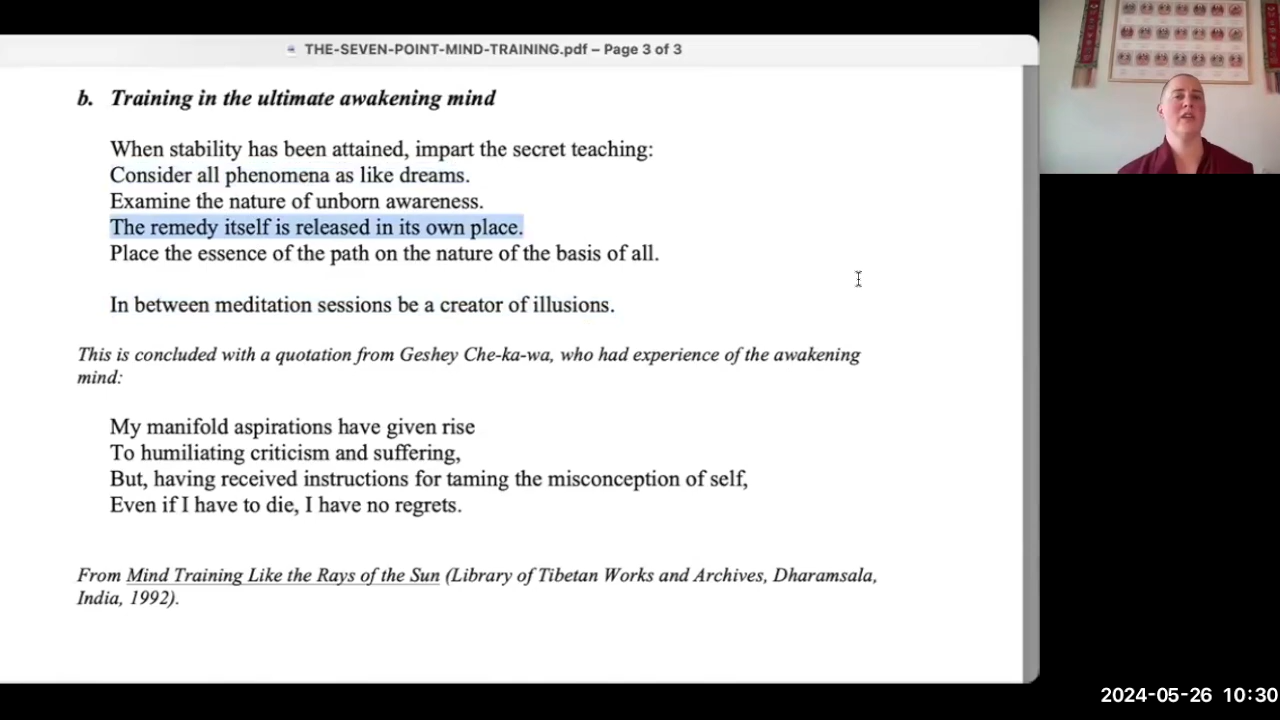 THE-SEVEN-POINT-MIND-TRAINING.pdf – Page 3 of 3
b. Training in the ultimate awakening mind
When stability has been attained, impart the secret teaching:
Consider all phenomena as like dreams.
Examine the nature of unborn awareness.
The remedy itself is released in its own place.
Place the essence of the path on the nature of the basis of all.
In between meditation sessions be a creator of illusions.
This is concluded with a quotation from Geshey Che-ka-wa, who had experience of the awakening
mind:
My manifold aspirations have given rise
To humiliating criticism and suffering,
But, having received instructions for taming the misconception of self,
Even if I have to die, I have no regrets.
From Mind Training Like the Rays of the Sun (Library of Tibetan Works and Archives, Dharamsala,
India, 1992).
2024-05-26 10:30